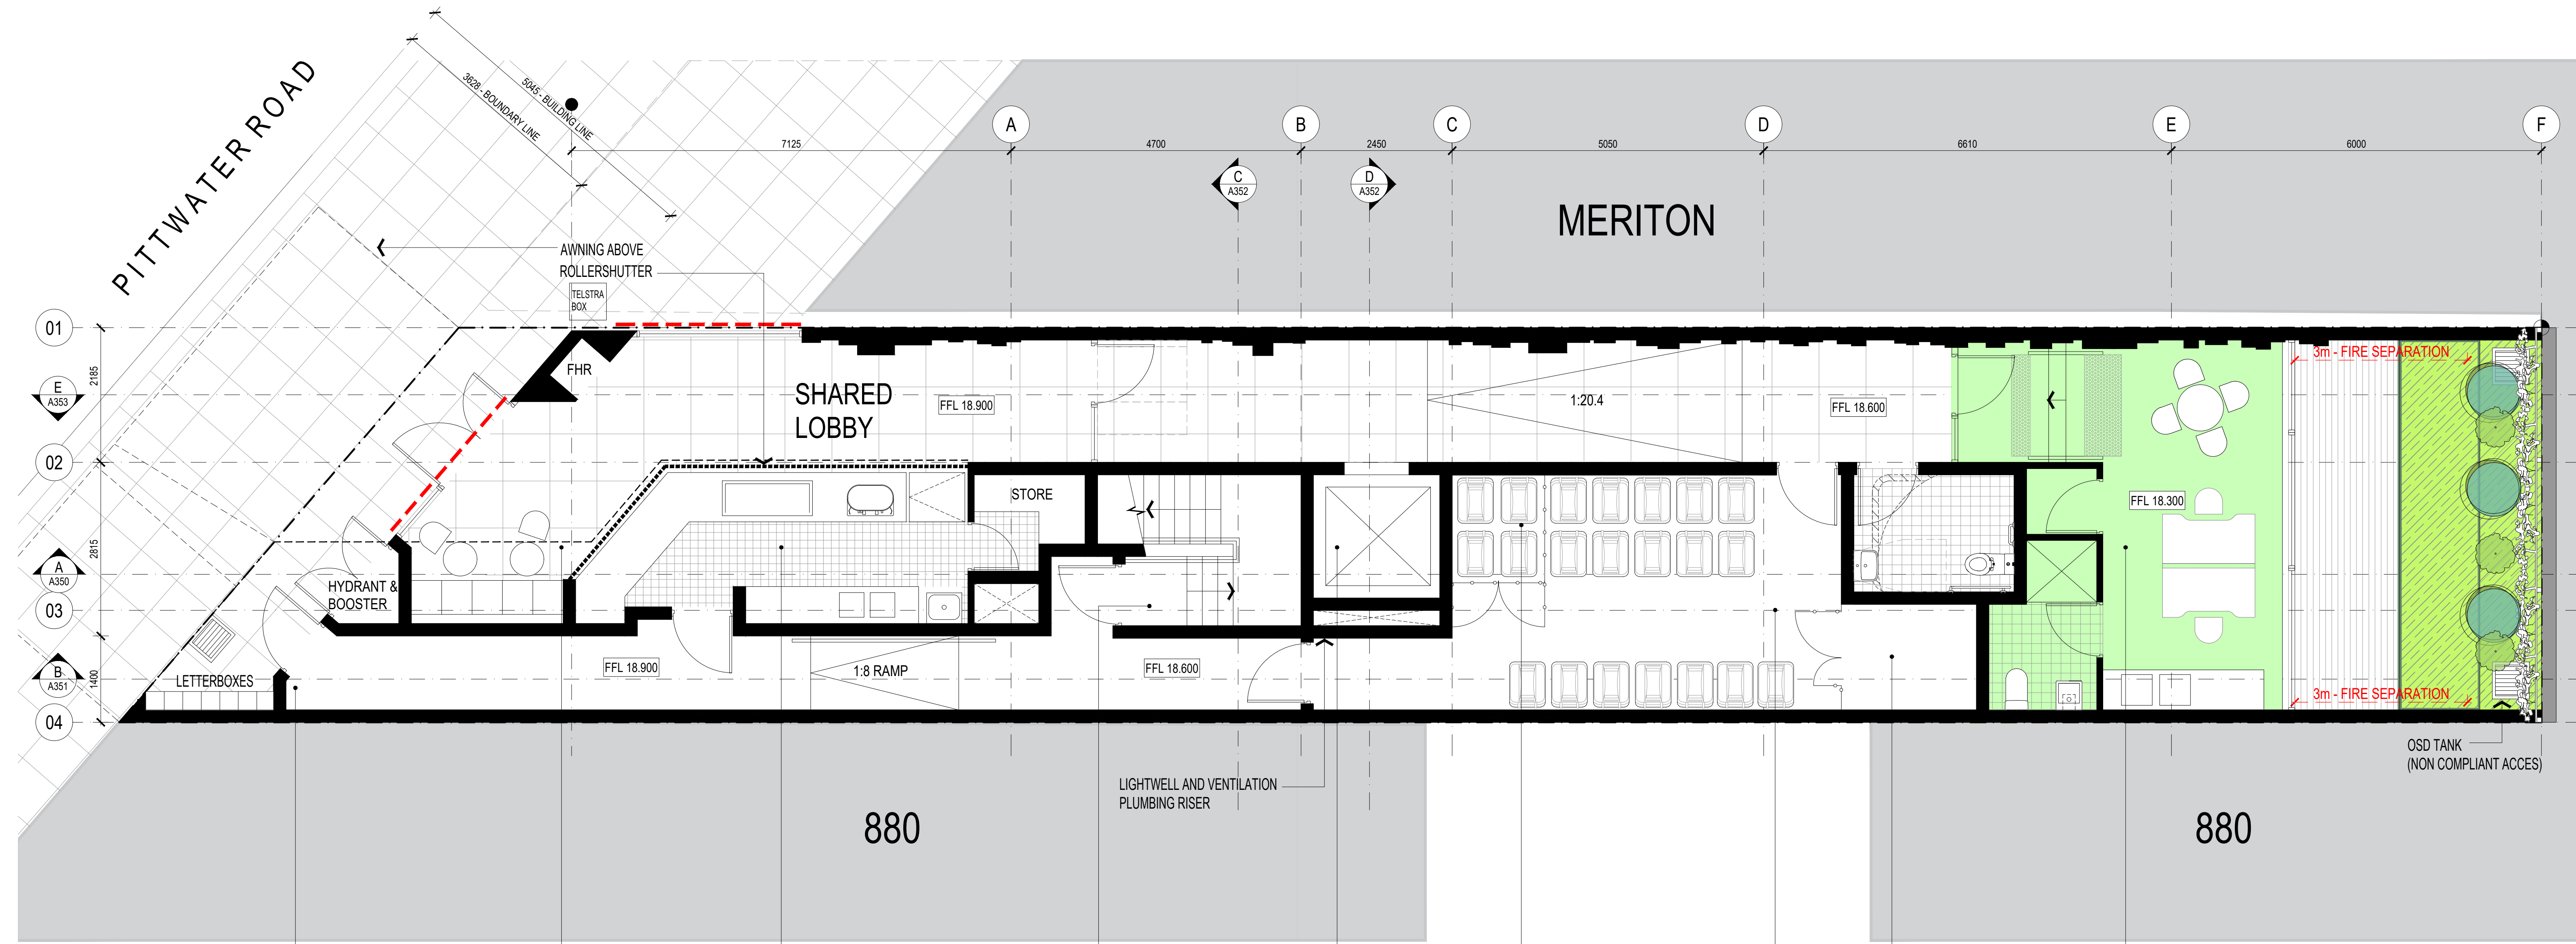 PITTWATER ROAD
3628 - BOUNDARY LINE
5045 - BUILDING LINE
A
B
C
D
E
F
7125
4700
2450
5050
6610
6000
C
A352
D
A352
MERITON
AWNING ABOVE
ROLLERSHUTTER
TELSTRA
BOX
01
02
03
04
2185
2815
1400
E
A353
A
A350
B
A351
FHR
SHARED
LOBBY
FFL 18.900
1:20.4
FFL 18.600
3m - FIRE SEPARATION
STORE
FFL 18.300
HYDRANT &
BOOSTER
LETTERBOXES
FFL 18.900
1:8 RAMP
FFL 18.600
3m - FIRE SEPARATION
OSD TANK
(NON COMPLIANT ACCES)
LIGHTWELL AND VENTILATION
PLUMBING RISER
880
880